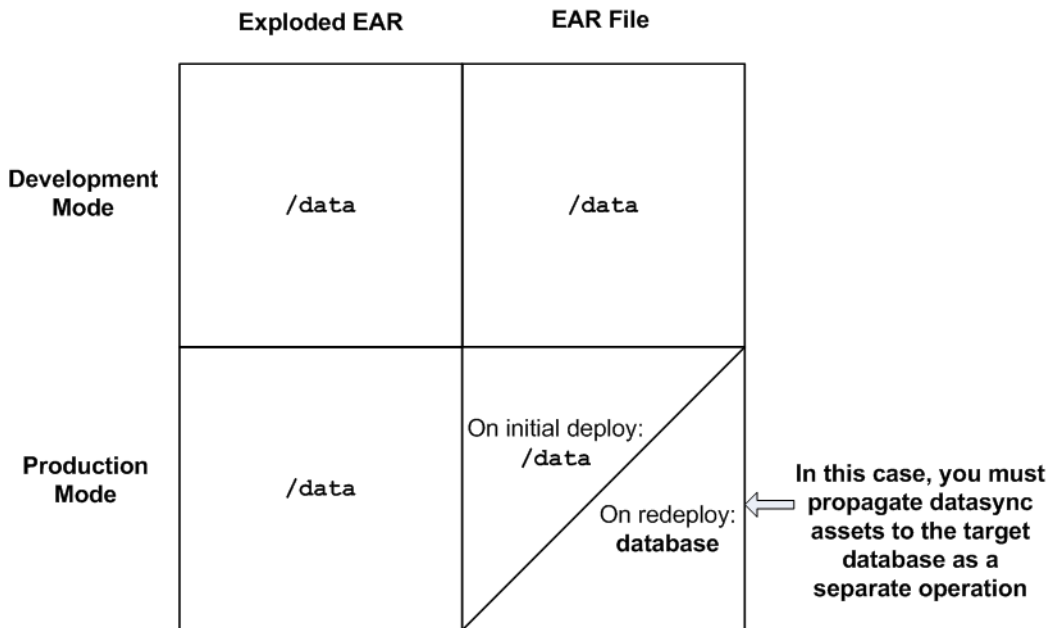 Exploded EAR
EAR File
Development
Mode
/data
/data
Production
Mode
/data
On initial deploy:
/data
On redeploy:
database
In this case, you must
propagate datasync
assets to the target
database as a
separate operation